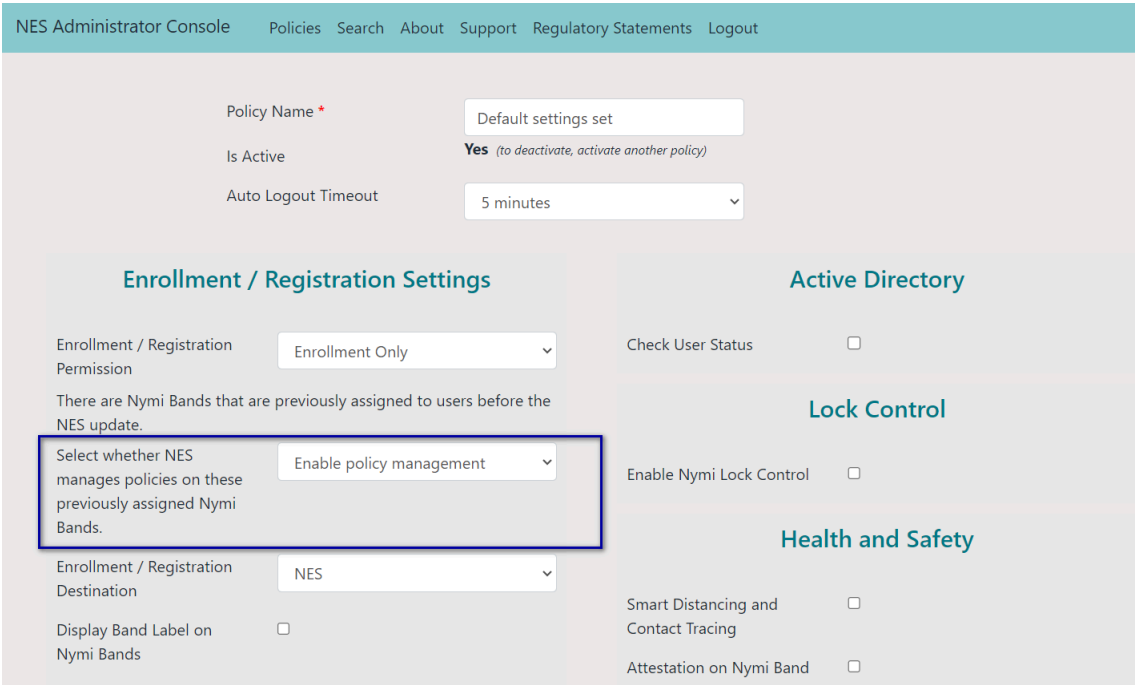 NES Administrator Console Policies Search About Support Regulatory Statements Logout
Policy Name *
Default settings set
Is Active
Yes (to deactivate, activate another policy)
Auto Logout Timeout
5 minutes
Enrollment / Registration Settings
Enrollment / Registration
Permission
Enrollment Only
There are Nymi Bands that are previously assigned to users before the
NES update.
Select whether NES
manages policies on these
previously assigned Nymi
Bands.
Enable policy management
Enrollment / Registration
Destination
NES
Display Band Label on
Nymi Bands
Active Directory
Check User Status
Lock Control
Enable Nymi Lock Control
Health and Safety
Smart Distancing and
Contact Tracing
Attestation on Nymi Band